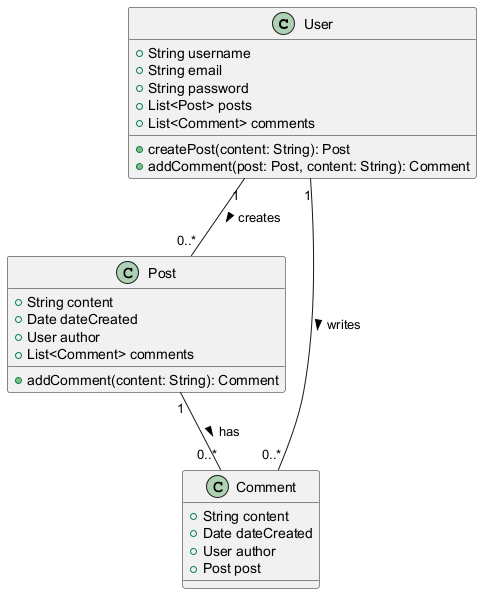 C User
String username
String email
String password
List<Post> posts
List<Comment> comments
createPost(content: String): Post
addComment(post: Post, content: String): Comment
1
1
creates
0..*
C Post
String content
Date dateCreated
User author
List<Comment> comments
addComment(content: String): Comment
writes
1
has
0..*
0..*
C Comment
String content
Date dateCreated
User author
Post post